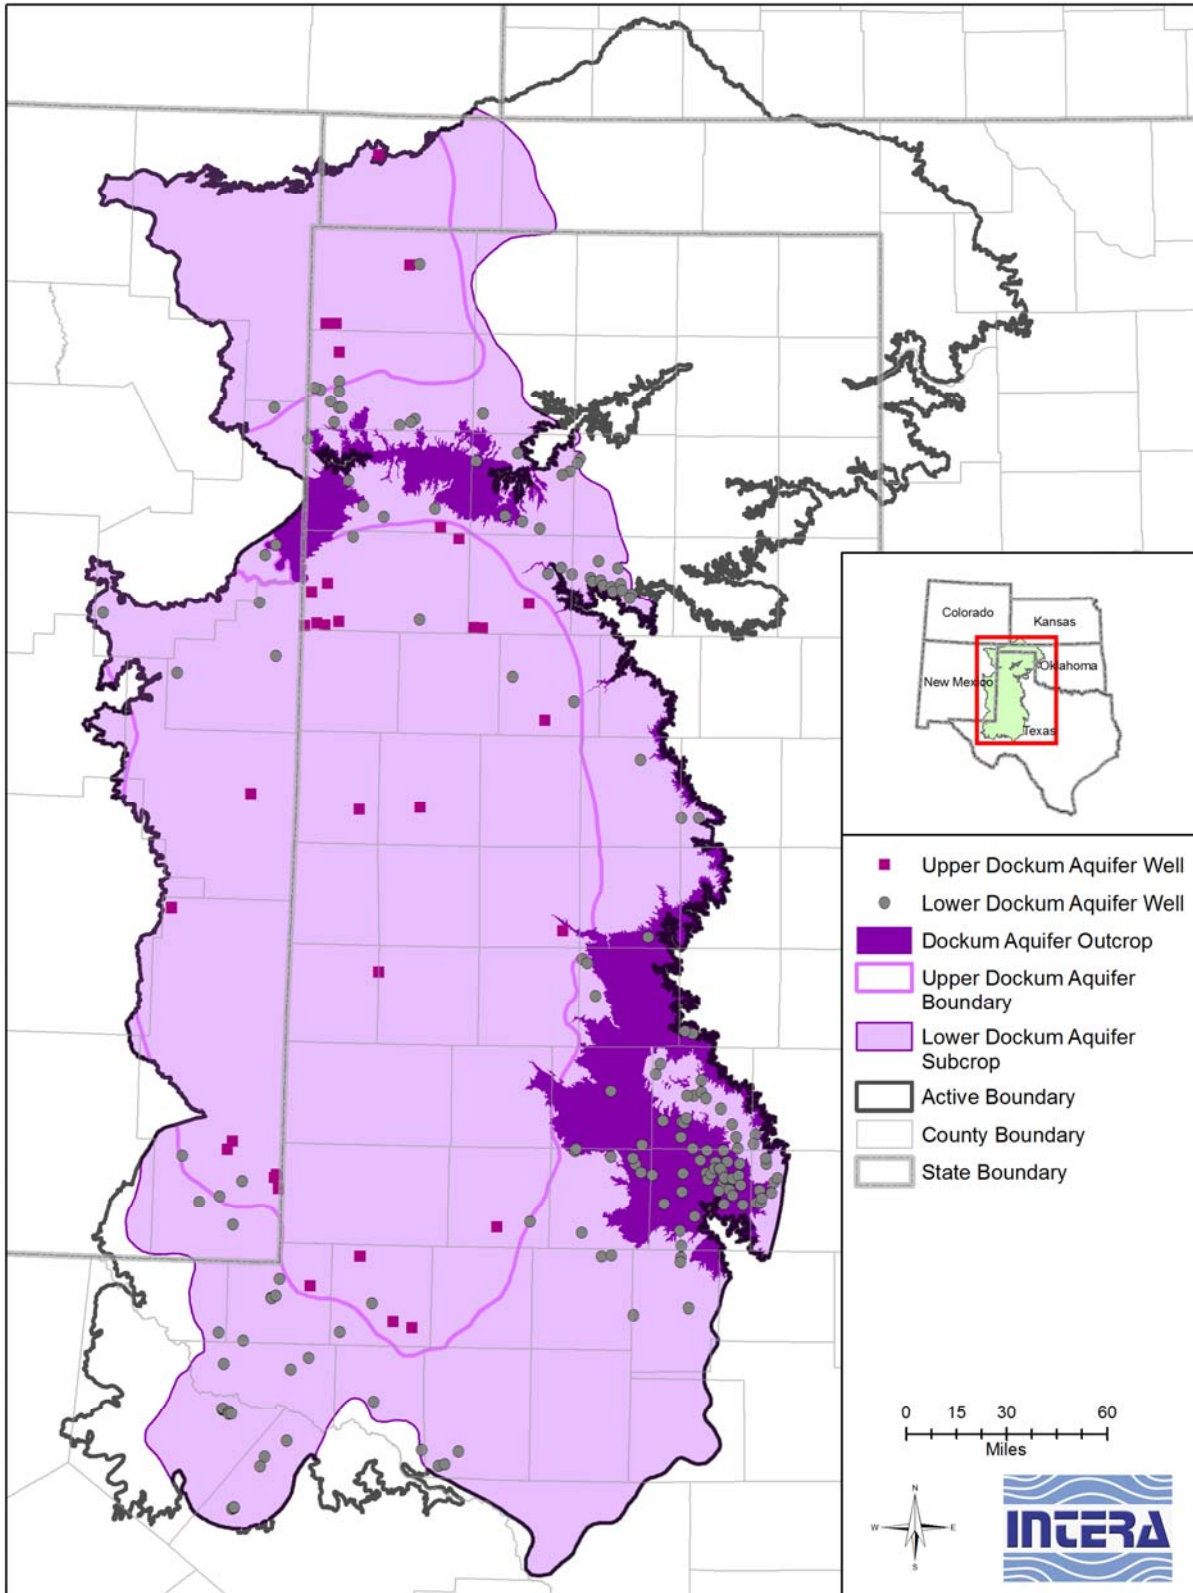 Colorado
Kansas
New Mexico
Oklahoma
Texas
Upper Dockum Aquifer Well
Lower Dockum Aquifer Well
Dockum Aquifer Outcrop
Upper Dockum Aquifer
Boundary
Lower Dockum Aquifer
Subcrop
Active Boundary
County Boundary
State Boundary
0 15 30 60
Miles
N
W E
S
INTERA